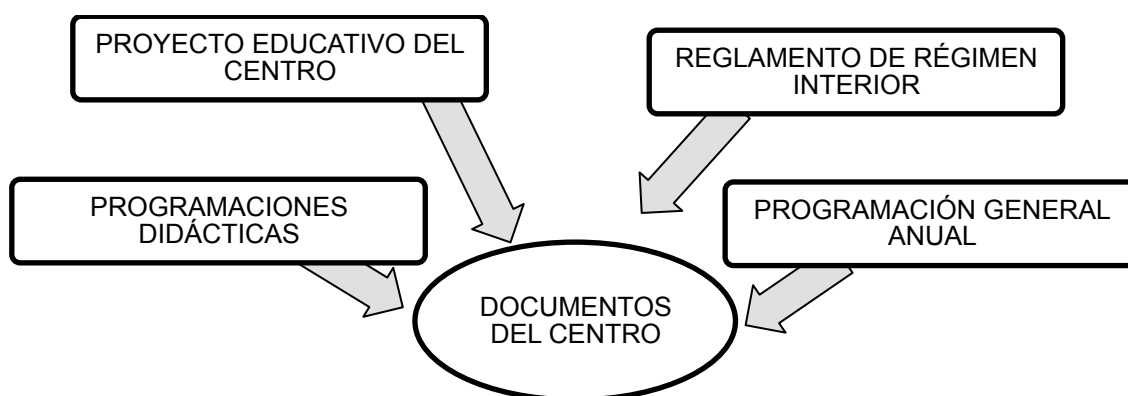 PROYECTO EDUCATIVO DEL
CENTRO
REGLAMENTO DE RÉGIMEN
INTERIOR
PROGRAMACIONES
DIDÁCTICAS
PROGRAMACIÓN GENERAL
ANUAL
DOCUMENTOS
DEL CENTRO